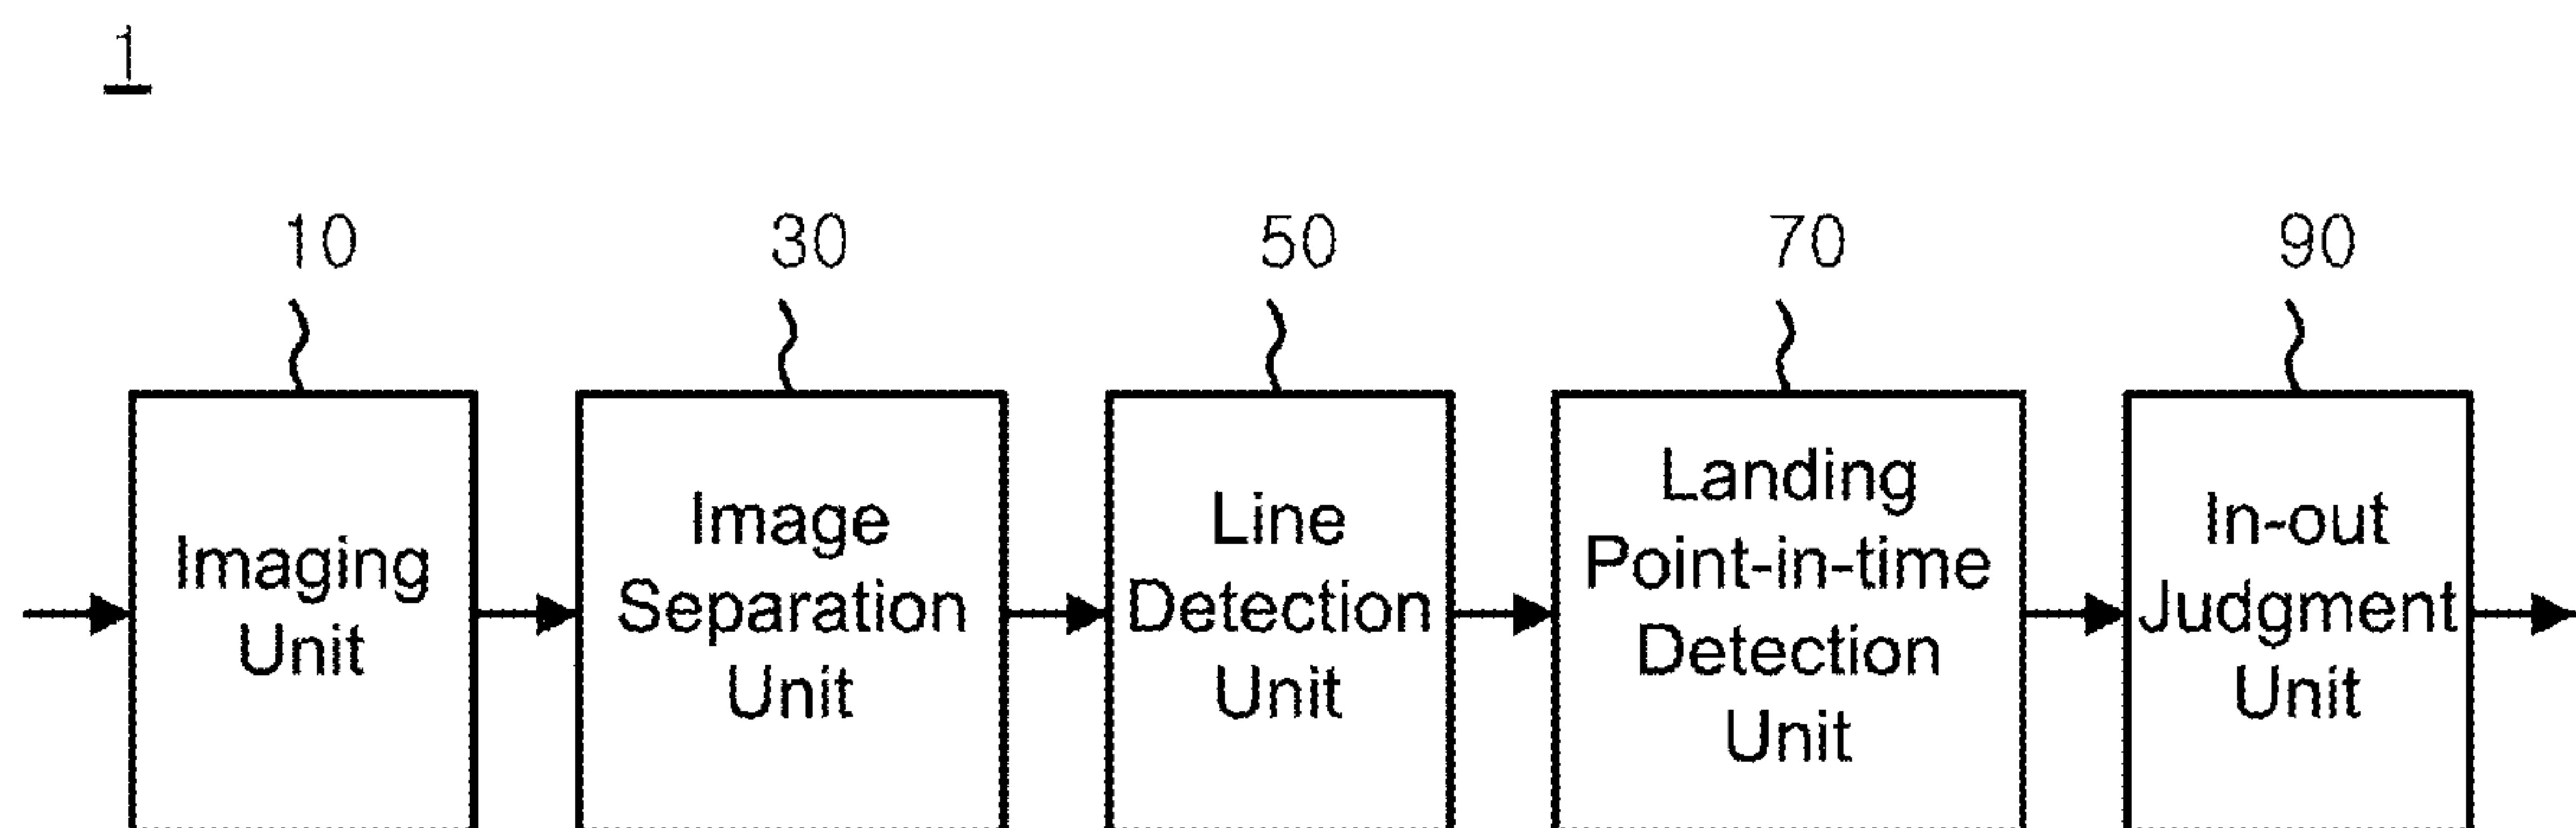 1
10
30
50
70
90
Imaging
Unit
Image
Separation
Unit
Line
Detection
Unit
Landing
Point-in-time
Detection
Unit
In-out
Judgment
Unit